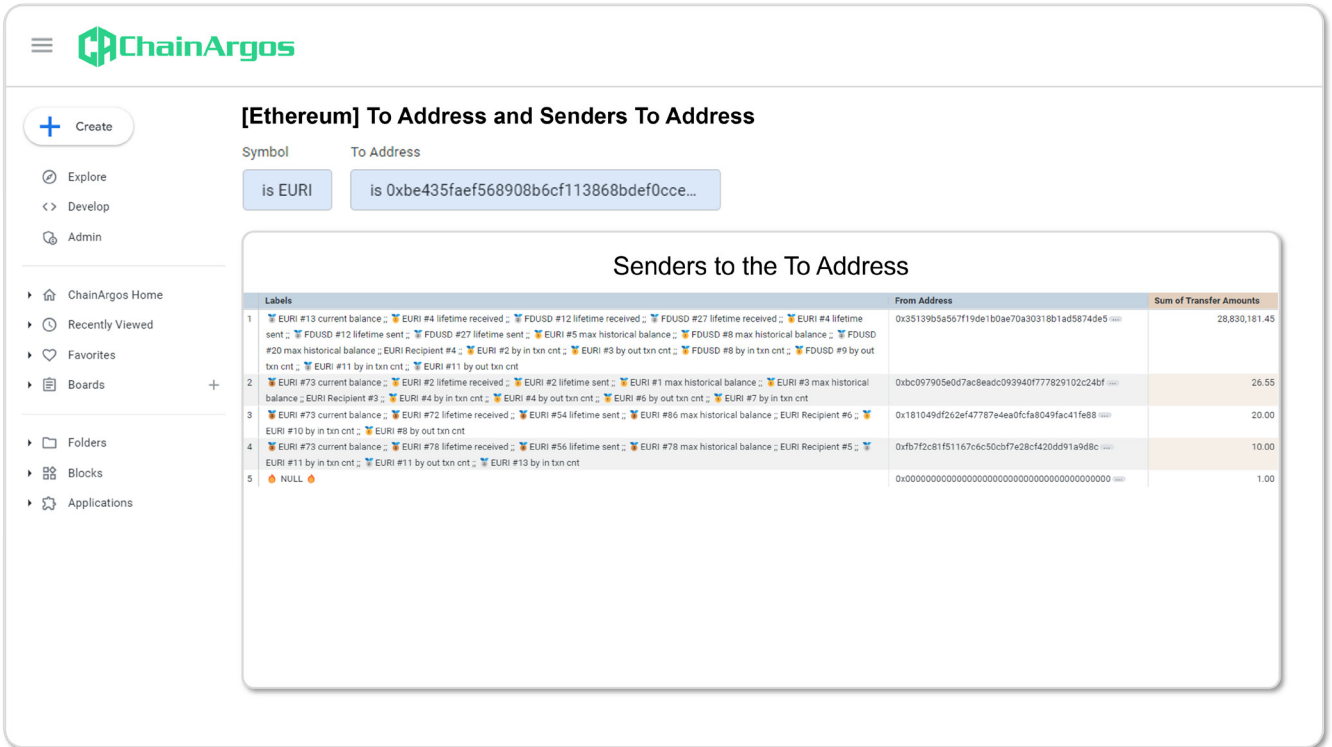 ChainArgos
Create
Explore
Develop
Admin
ChainArgos Home
Recently Viewed
Favorites
Boards
Folders
Blocks
Applications
[Ethereum] To Address and Senders To Address
Symbol To Address
is EURI is 0xbe435faef568908b6cf113868bdef0cce...
Senders to the To Address
Labels From Address Sum of Transfer Amounts
1 🥈 EURI #13 current balance ;; 🥇 EURI #4 lifetime received ;; 🥈 FDUSD #12 lifetime received ;; 🥈 FDUSD #27 lifetime received ;; 🥇 EURI #4 lifetime 0x35139b5a567f19de1b0ae70a30318b1ad5874de5 28,830,181.45
sent ;; 🥈 FDUSD #12 lifetime sent ;; 🥈 FDUSD #27 lifetime sent ;; 🥇 EURI #5 max historical balance ;; 🥇 FDUSD #8 max historical balance ;; 🥈 FDUSD
#20 max historical balance ;; EURI Recipient #4 ;; 🥇 EURI #2 by in txn cnt ;; 🥇 EURI #3 by out txn cnt ;; 🥇 FDUSD #8 by in txn cnt ;; 🥇 FDUSD #9 by out
txn cnt ;; 🥈 EURI #11 by in txn cnt ;; 🥈 EURI #11 by out txn cnt
2 🥉 EURI #73 current balance ;; 🥇 EURI #2 lifetime received ;; 🥇 EURI #2 lifetime sent ;; 🥇 EURI #1 max historical balance ;; 🥇 EURI #3 max historical 0xbc097905e0d7ac8eadc093940f777829102c24bf 26.55
balance ;; EURI Recipient #3 ;; 🥇 EURI #4 by in txn cnt ;; 🥇 EURI #4 by out txn cnt ;; 🥇 EURI #6 by out txn cnt ;; 🥇 EURI #7 by in txn cnt
3 🥉 EURI #73 current balance ;; 🥉 EURI #72 lifetime received ;; 🥉 EURI #54 lifetime sent ;; 🥉 EURI #86 max historical balance ;; EURI Recipient #6 ;; 🥇 0x181049df262ef47787e4ea0fcfa8049fac41fe88 20.00
EURI #10 by in txn cnt ;; 🥇 EURI #8 by out txn cnt
4 🥉 EURI #73 current balance ;; 🥉 EURI #78 lifetime received ;; 🥉 EURI #56 lifetime sent ;; 🥉 EURI #78 max historical balance ;; EURI Recipient #5 ;; 🥈 0xfb7f2c81f51167c6c50cbf7e28cf420dd91a9d8c 10.00
EURI #11 by in txn cnt ;; 🥈 EURI #11 by out txn cnt ;; 🥈 EURI #13 by in txn cnt
5 🔥 NULL 🔥 0x0000000000000000000000000000000000000000 1.00